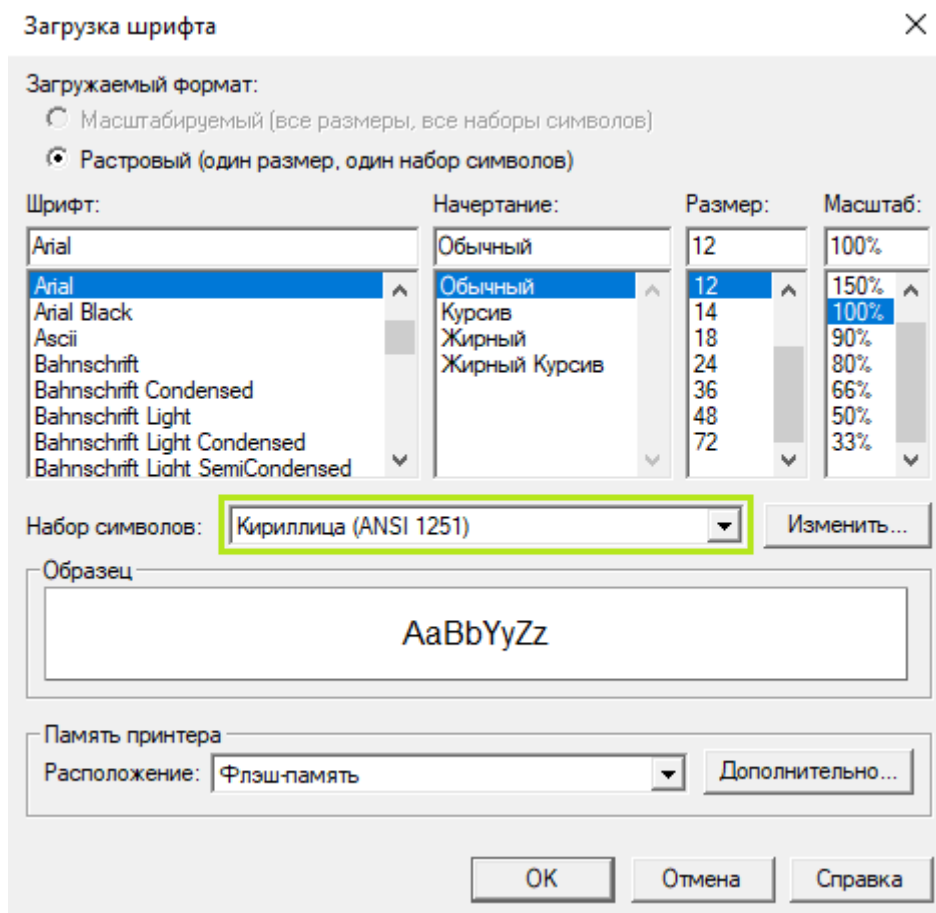 Загрузка шрифта
Загружаемый формат:
Масштабируемый (все размеры, все наборы символов)
Растровый (один размер, один набор символов)
Шрифт: Начертание: Размер: Масштаб:
Arial Обычный 12 100%
Arial Обычный 12 150%
Arial Black Курсив 14 100%
Ascii Жирный 18 90%
Bahnschrift Жирный Курсив 24 80%
Bahnschrift Condensed 36 66%
Bahnschrift Light 48 50%
Bahnschrift Light Condensed 72 33%
Bahnschrift Light SemiCondensed
Набор символов: Кириллица (ANSI 1251) Изменить...
Образец
AaBbYyZz
Память принтера
Расположение: Флэш-память Дополнительно...
OK Отмена Справка